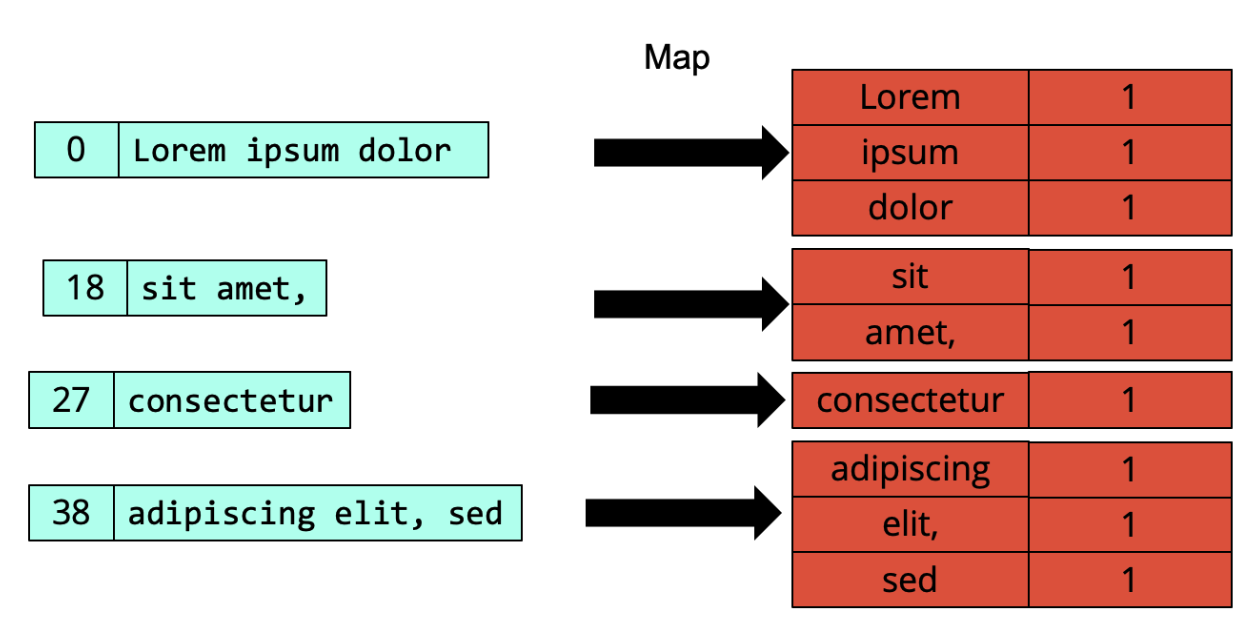 Map
0 Lorem ipsum dolor
Lorem 1
ipsum 1
dolor 1
18 sit amet,
sit 1
amet, 1
27 consectetur
consectetur 1
38 adipiscing elit, sed
adipiscing 1
elit, 1
sed 1